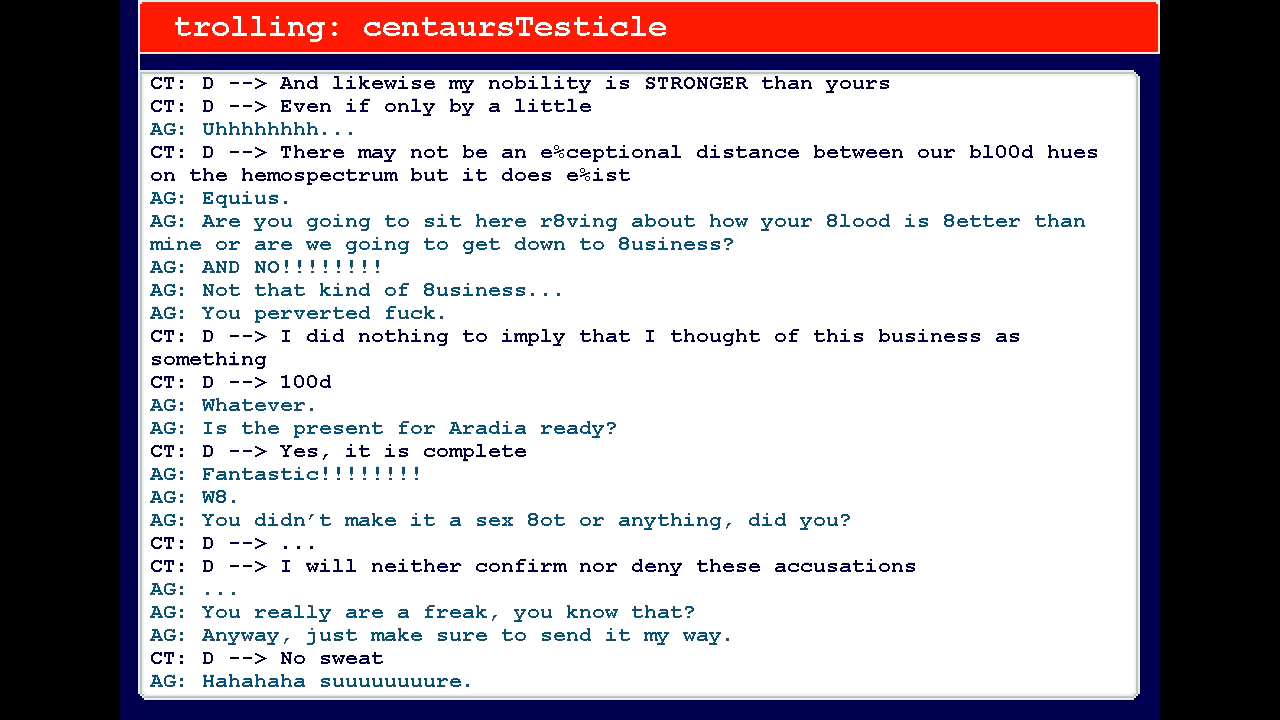 trolling: centaursTesticle
CT: D --> And likewise my nobility is STRONGER than yours
CT: D --> Even if only by a little
AG: Uhhhhhhhh...
CT: D --> There may not be an e%ceptional distance between our bl00d hues
on the hemospectrum but it does e%ist
AG: Equius.
AG: Are you going to sit here r8ving about how your 8lood is 8etter than
mine or are we going to get down to 8usiness?
AG: AND NO!!!!!!!!
AG: Not that kind of 8usiness...
AG: You perverted fuck.
CT: D --> I did nothing to imply that I thought of this business as
something
CT: D --> 100d
AG: Whatever.
AG: Is the present for Aradia ready?
CT: D --> Yes, it is complete
AG: Fantastic!!!!!!!!
AG: W8.
AG: You didn’t make it a sex 8ot or anything, did you?
CT: D --> ...
CT: D --> I will neither confirm nor deny these accusations
AG: ...
AG: You really are a freak, you know that?
AG: Anyway, just make sure to send it my way.
CT: D --> No sweat
AG: Hahahaha suuuuuuuure.